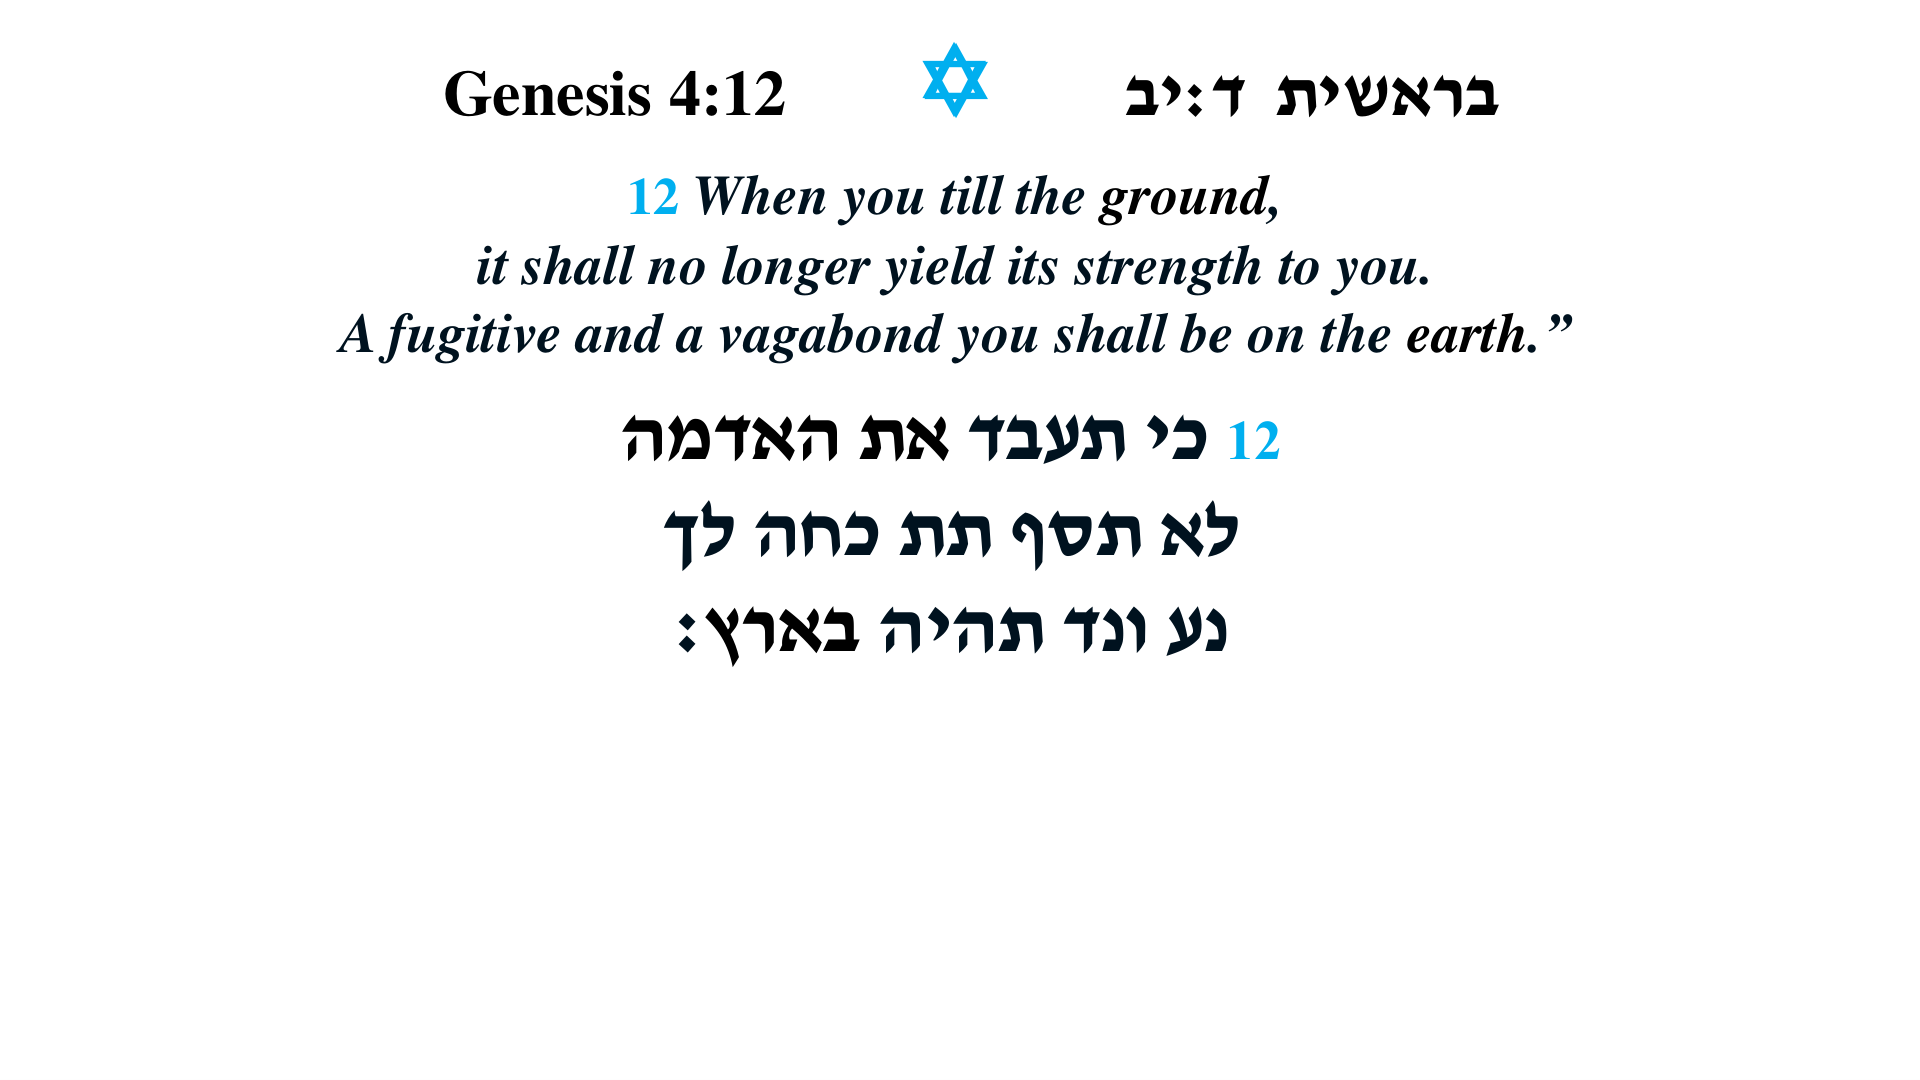 Genesis 4:12 ✡ בראשית ד:יב
12 When you till the ground,
it shall no longer yield its strength to you.
A fugitive and a vagabond you shall be on the earth.”
12 כי תעבד את האדמה
לא תסף תת כחה לך
נע ונד תהיה בארץ: